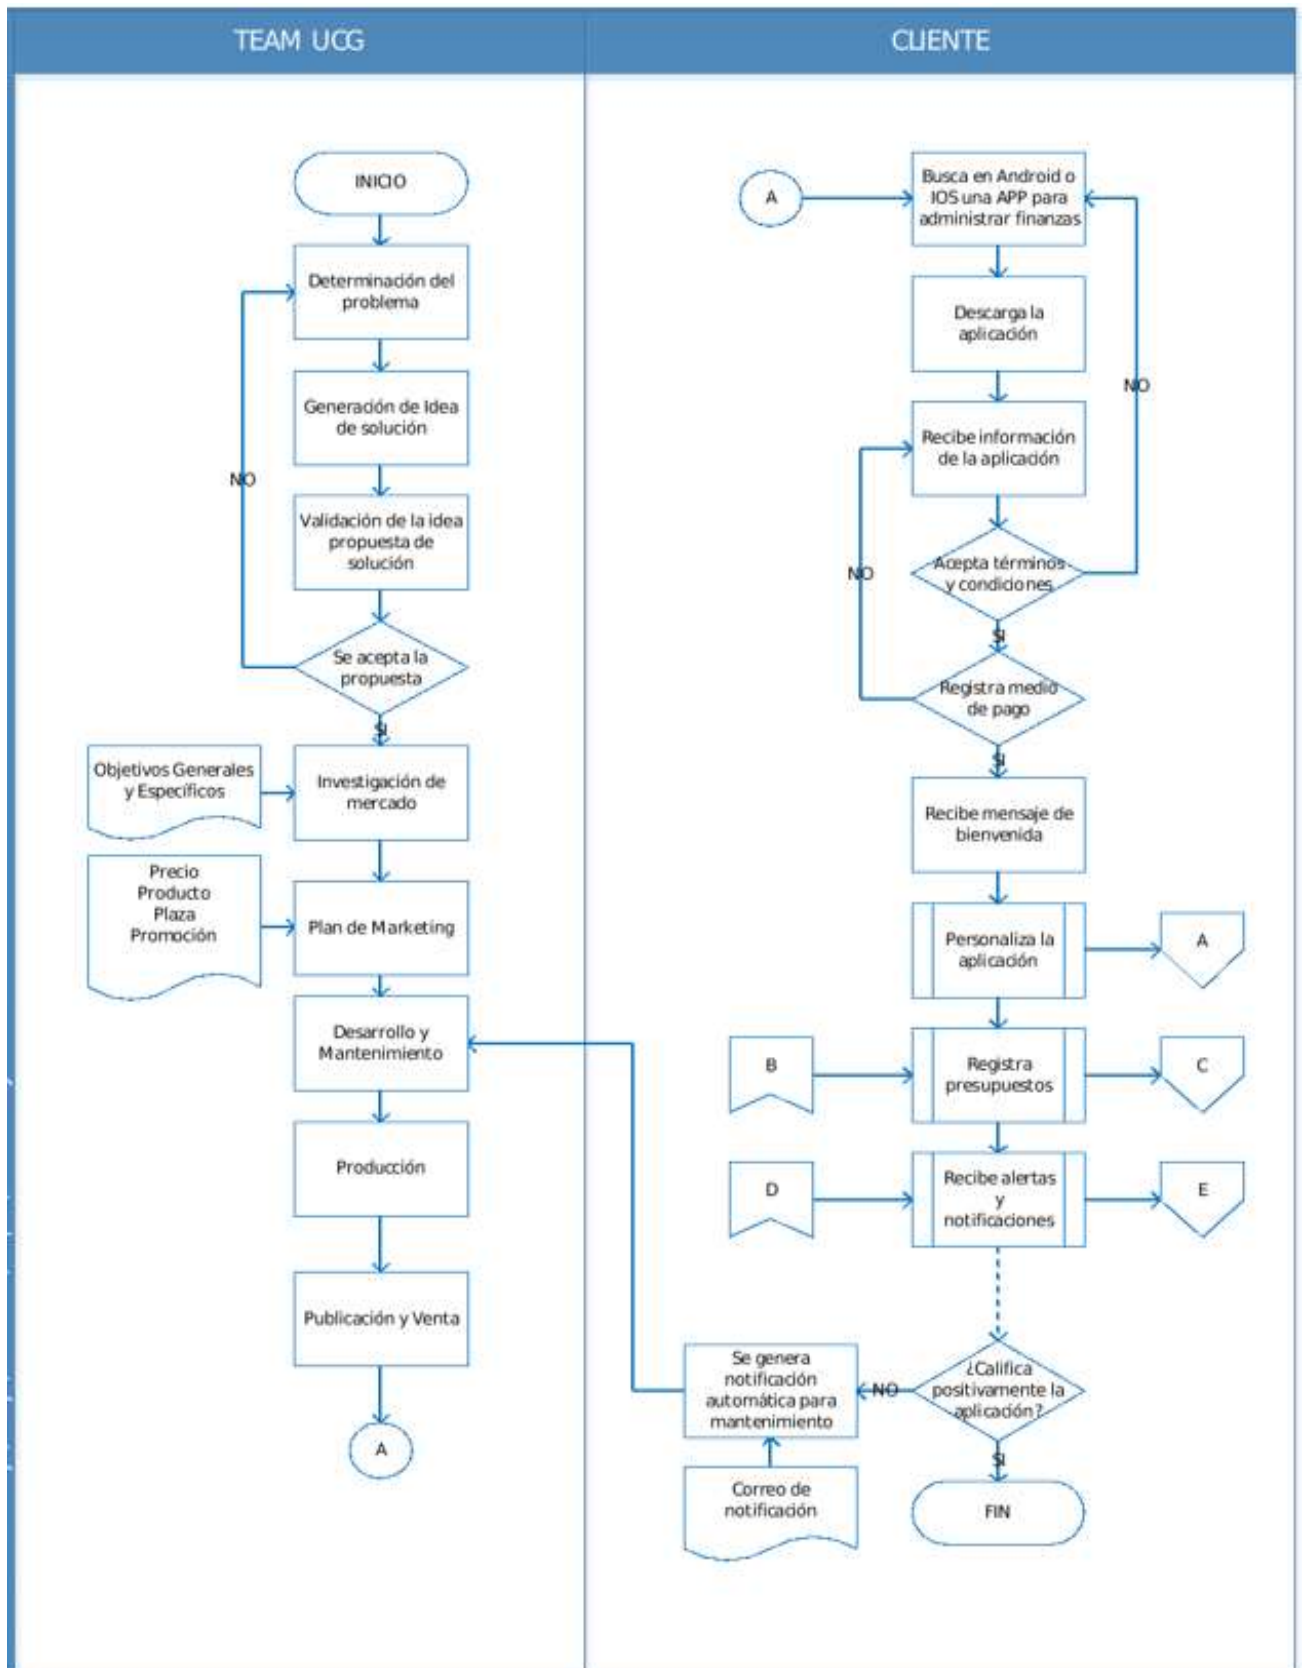 TEAM UCG
CLIENTE
INICIO
Determinación del
problema
Generación de Idea
de solución
NO
Validación de la idea
propuesta de
solución
Se acepta la
propuesta
SI
Objetivos Generales
y Específicos
Investigación de
mercado
Precio
Producto
Plaza
Promoción
Plan de Marketing
Desarrollo y
Mantenimiento
Producción
Publicación y Venta
A
A
Busca en Android o
IOS una APP para
administrar finanzas
Descarga la
aplicación
NO
Recibe información
de la aplicación
NO
Acepta términos
y condiciones
SI
Registra medio
de pago
SI
Recibe mensaje de
bienvenida
Personaliza la
aplicación
A
B
Registra
presupuestos
C
D
Recibe alertas
y
notificaciones
E
Se genera
notificación
automática para
mantenimiento
NO
¿Califica
positivamente la
aplicación?
SI
Correo de
notificación
FIN